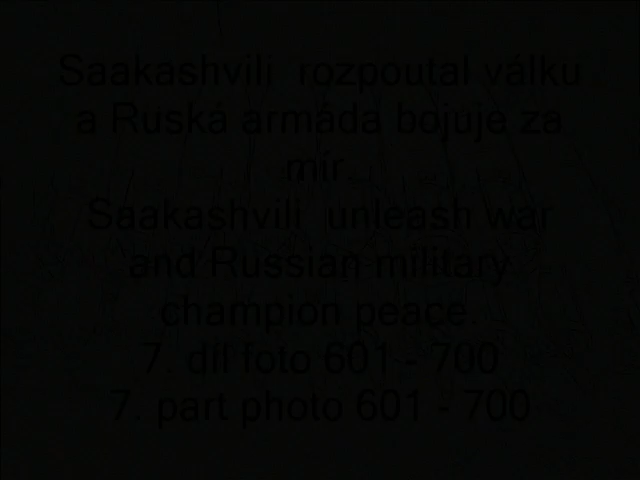 Saakashvili rozpoutal válku
a Ruská armáda bojuje za
mír.
Saakashvili unleash war
and Russian military
champion peace.
7. díl foto 601 - 700
7. part photo 601 - 700